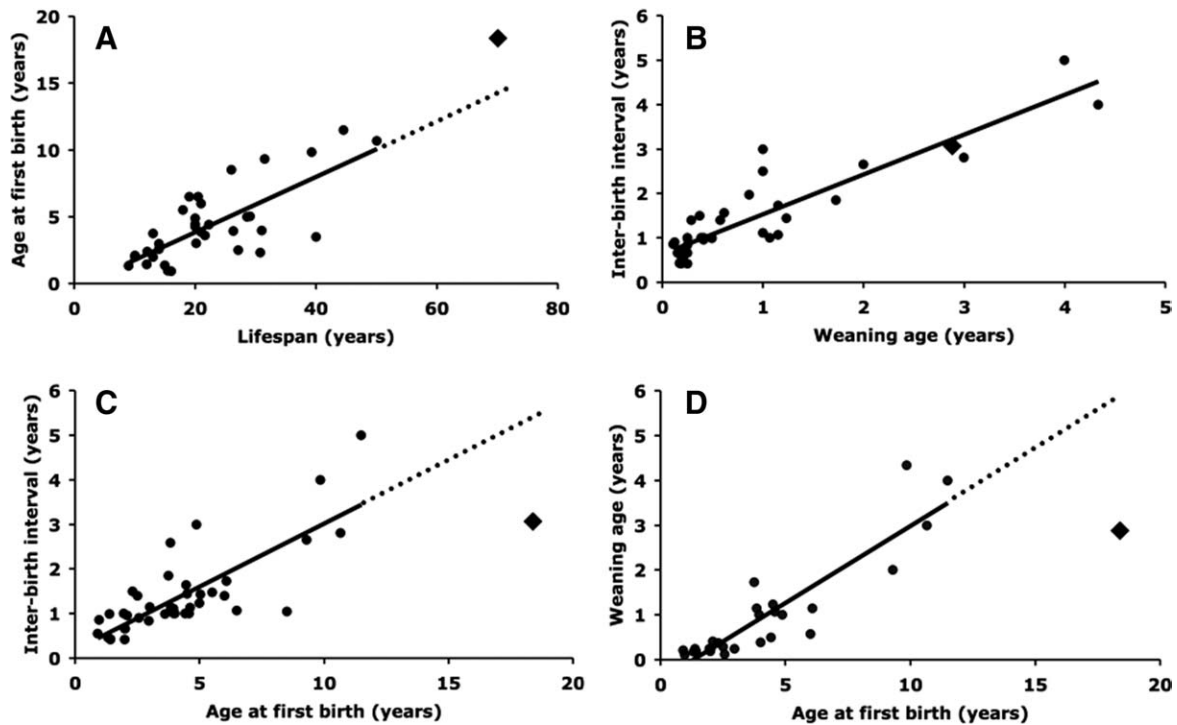 A
Age at first birth (years)
20
15
10
5
0
0 20 40 60 80
Lifespan (years)
B
Inter-birth interval (years)
6
5
4
3
2
1
0
0 1 2 3 4 5
Weaning age (years)
C
Inter-birth interval (years)
6
5
4
3
2
1
0
0 5 10 15 20
Age at first birth (years)
D
Weaning age (years)
6
5
4
3
2
1
0
0 5 10 15 20
Age at first birth (years)